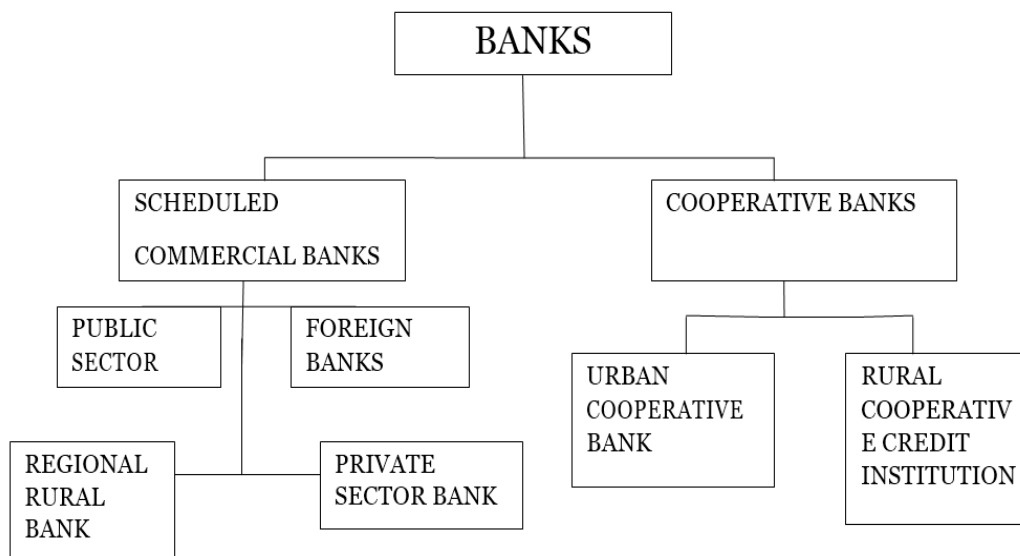 BANKS
SCHEDULED
COMMERCIAL BANKS
COOPERATIVE BANKS
PUBLIC
SECTOR
FOREIGN
BANKS
URBAN
COOPERATIVE
BANK
RURAL
COOPERATIV
E CREDIT
INSTITUTION
REGIONAL
RURAL
BANK
PRIVATE
SECTOR BANK